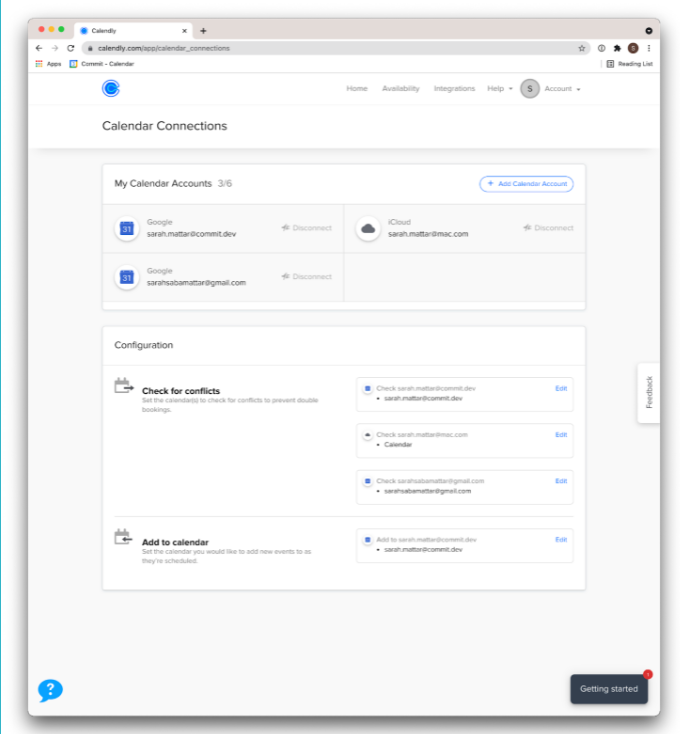 Calendly
calendly.com/app/calendar_connections
Apps Commit - Calendar Reading List
Home Availability Integrations Help S Account
Calendar Connections
My Calendar Accounts 3/6
+ Add Calendar Account
31 Google
sarah.mattar@commit.dev
Disconnect
iCloud
sarah.mattar@mac.com
Disconnect
31 Google
sarahsabamattar@gmail.com
Disconnect
Configuration
Check for conflicts
Set the calendar(s) to check for conflicts to prevent double
bookings.
Check sarah.mattar@commit.dev Edit
• sarah.mattar@commit.dev
Check sarah.mattar@mac.com Edit
• Calendar
Check sarahsabamattar@gmail.com Edit
• sarahsabamattar@gmail.com
Add to calendar
Set the calendar you would like to add new events to as
they're scheduled.
Add to sarah.mattar@commit.dev Edit
• sarah.mattar@commit.dev
Feedback
?
Getting started
1